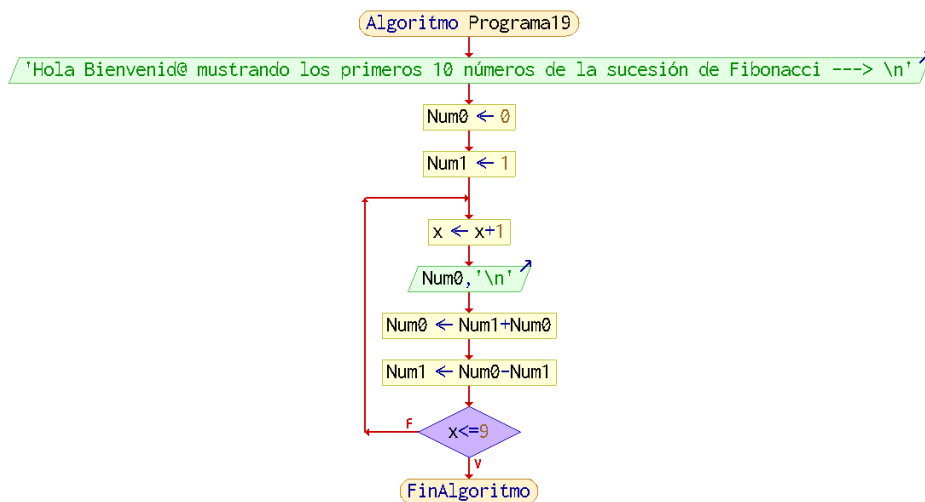 Algoritmo Programa19
'Hola Bienvenid@ mustrando los primeros 10 números de la sucesión de Fibonacci ---> \n'
Num0 ← 0
Num1 ← 1
x ← x+1
Num0,'\n'
Num0 ← Num1+Num0
Num1 ← Num0-Num1
F
x<=9
V
FinAlgoritmo